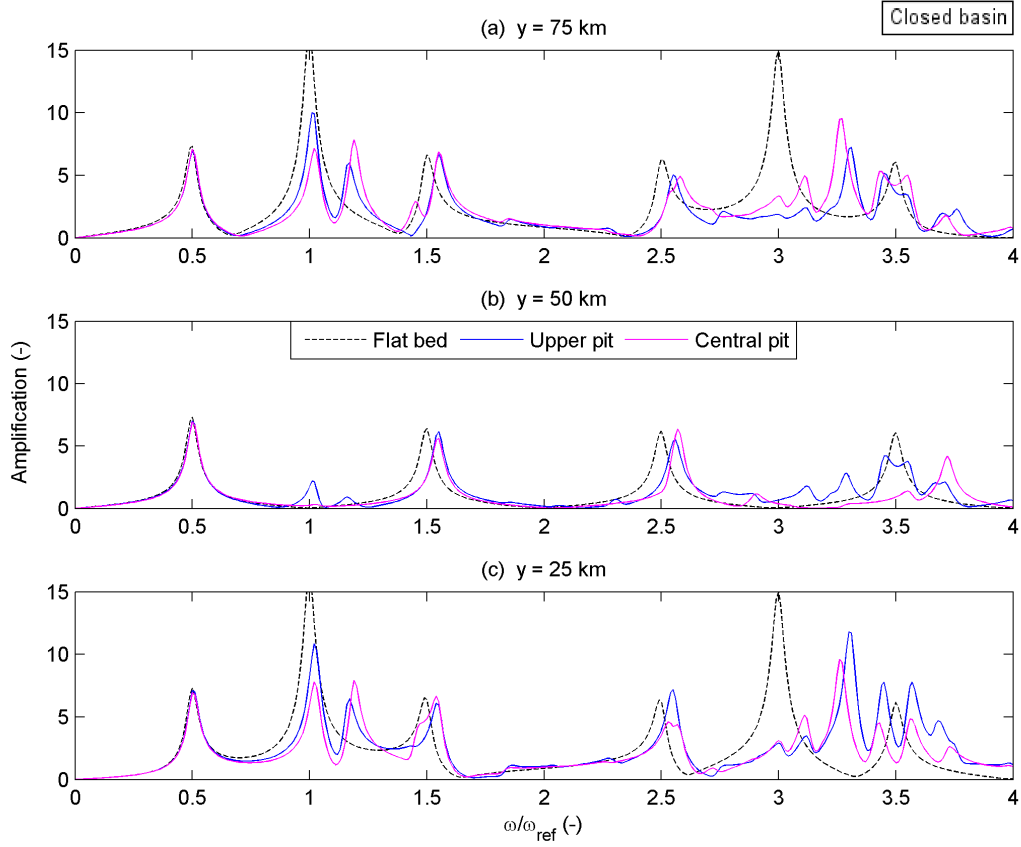 Closed basin
(a) y = 75 km
15
10
5
0
0 0.5 1 1.5 2 2.5 3 3.5 4
(b) y = 50 km
15
10
5
0
Flat bed Upper pit Central pit
0 0.5 1 1.5 2 2.5 3 3.5 4
Amplification (-)
(c) y = 25 km
15
10
5
0
0 0.5 1 1.5 2 2.5 3 3.5 4
ω/ω_ref (-)